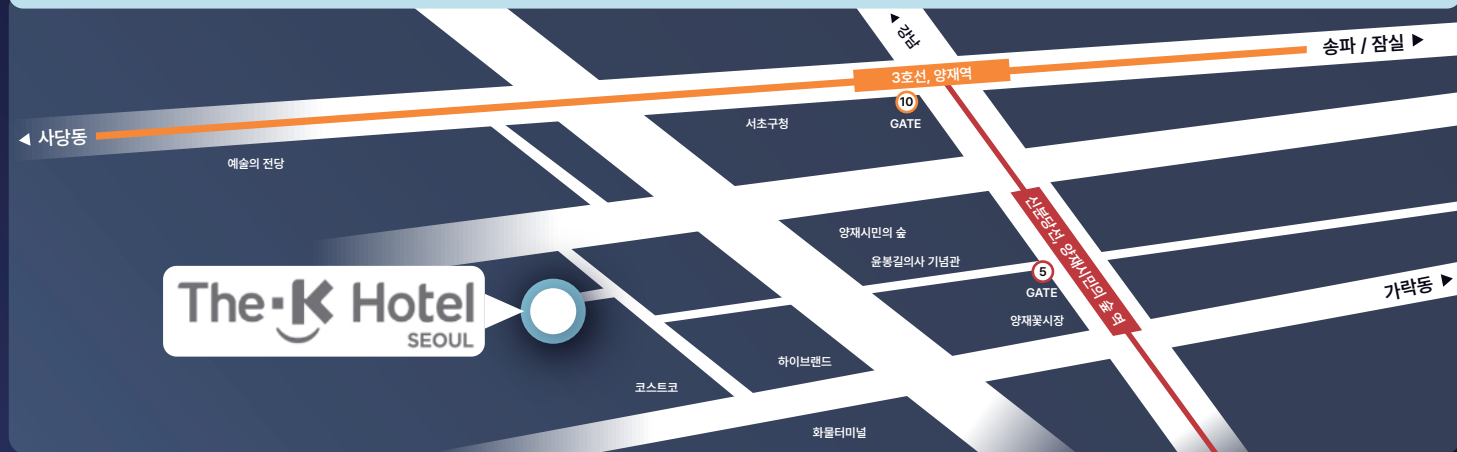 강남
송파 / 잠실
3호선, 양재역
10
GATE
서초구청
사당동
예술의 전당
신분당선, 양재시민의 숲 역
양재시민의 숲
윤봉길의사 기념관
5
GATE
가락동
The·K Hotel
SEOUL
양재꽃시장
하이브랜드
코스트코
화물터미널